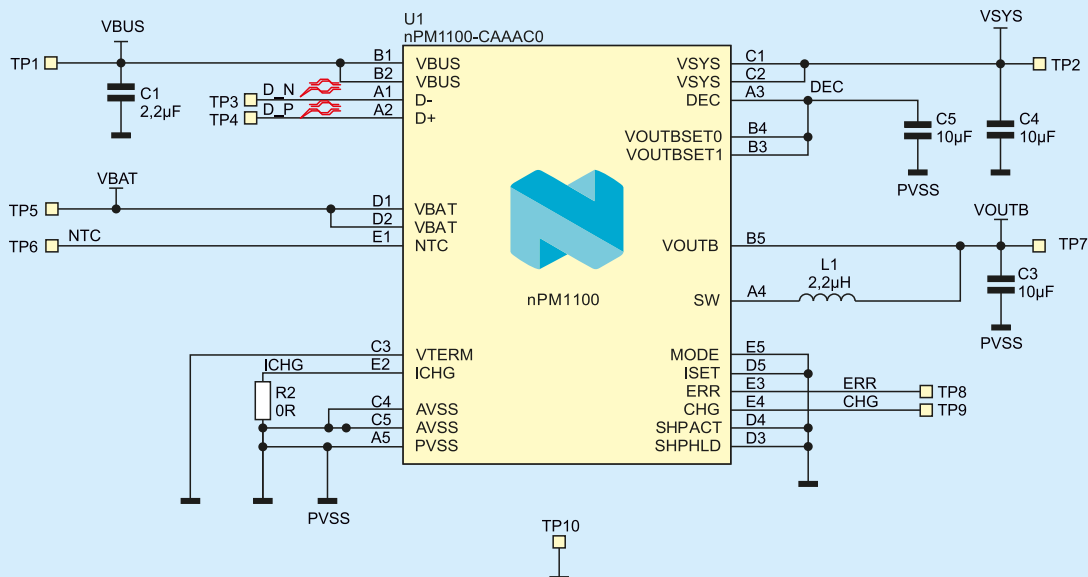 U1
nPM1100-CAAAC0
VBUS
TP1
B1
VBUS
B2
VBUS
C1
2,2µF
TP3
D_N
A1
D-
TP4
D_P
A2
D+
VBAT
TP5
D1
VBAT
D2
VBAT
TP6
NTC
E1
NTC
C3
VTERM
ICHG
E2
ICHG
R2
0R
C4
AVSS
C5
AVSS
A5
PVSS
PVSS
nPM1100
VSYS
VSYS
C1
TP2
VSYS
C2
DEC
A3
DEC
VOUTBSET0
B4
VOUTBSET1
B3
C5
10µF
PVSS
C4
10µF
VOUTB
VOUTB
B5
TP7
L1
2,2µH
SW
A4
C3
10µF
PVSS
MODE
E5
ISET
D5
ERR
E3
ERR
TP8
CHG
E4
CHG
TP9
SHPACT
D4
SHPHLD
D3
TP10